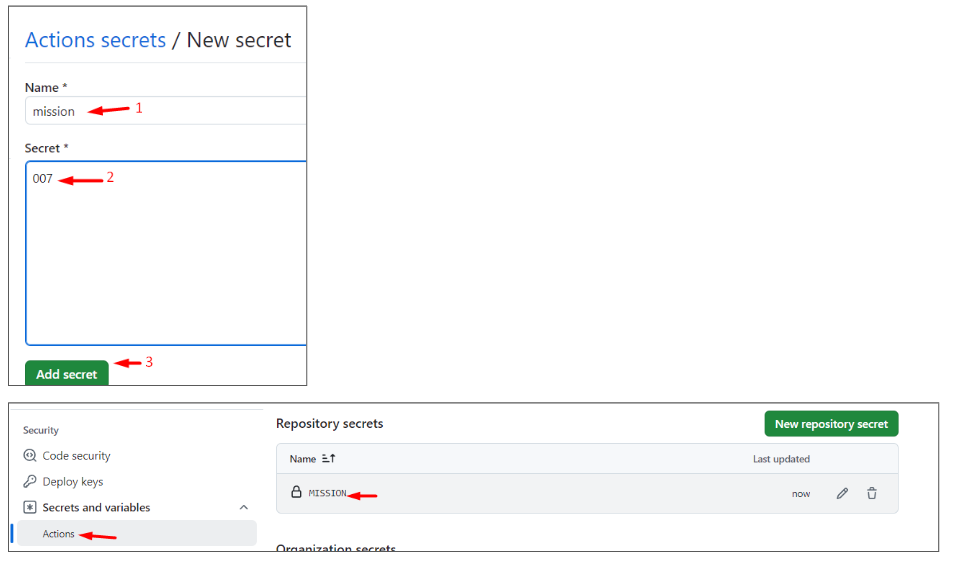 Actions secrets / New secret
Name *
mission 1
Secret *
007 2
3
Add secret
Security
Code security
Deploy keys
Secrets and variables
Actions
Repository secrets New repository secret
Name Last updated
MISSION now
Organization secrets